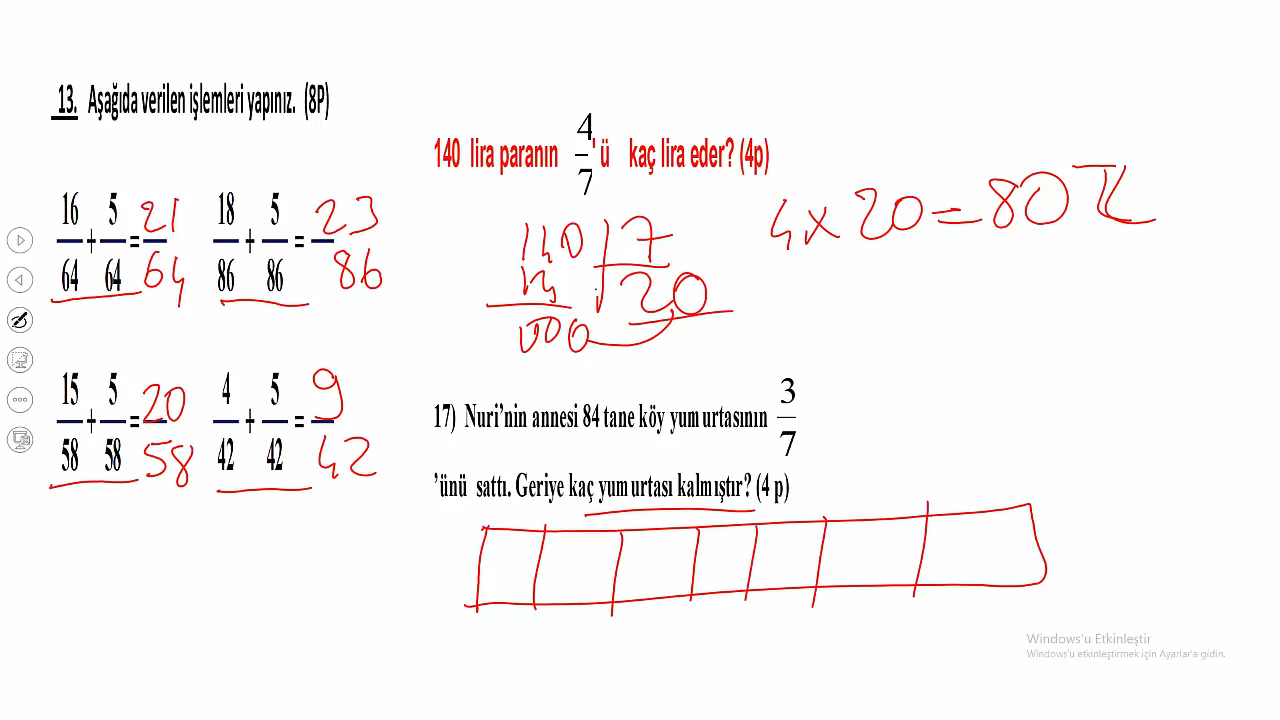 13. Aşağıda verilen işlemleri yapınız. (8P)
16/64 + 5/64 = 21/64
18/86 + 5/86 = 23/86
15/58 + 5/58 = 20/58
4/42 + 5/42 = 9/42
140 lira paranın 4/7'ü kaç lira eder? (4p)
140 7
20
000
4x20=80
17) Nuri'nin annesi 84 tane köy yumurtasının 3/7
'ünü sattı. Geriye kaç yumurtası kalmıştır? (4 p)
Windows'u Etkinleştir
Windows'u etkinleştirmek için Ayarlar'a gidin.